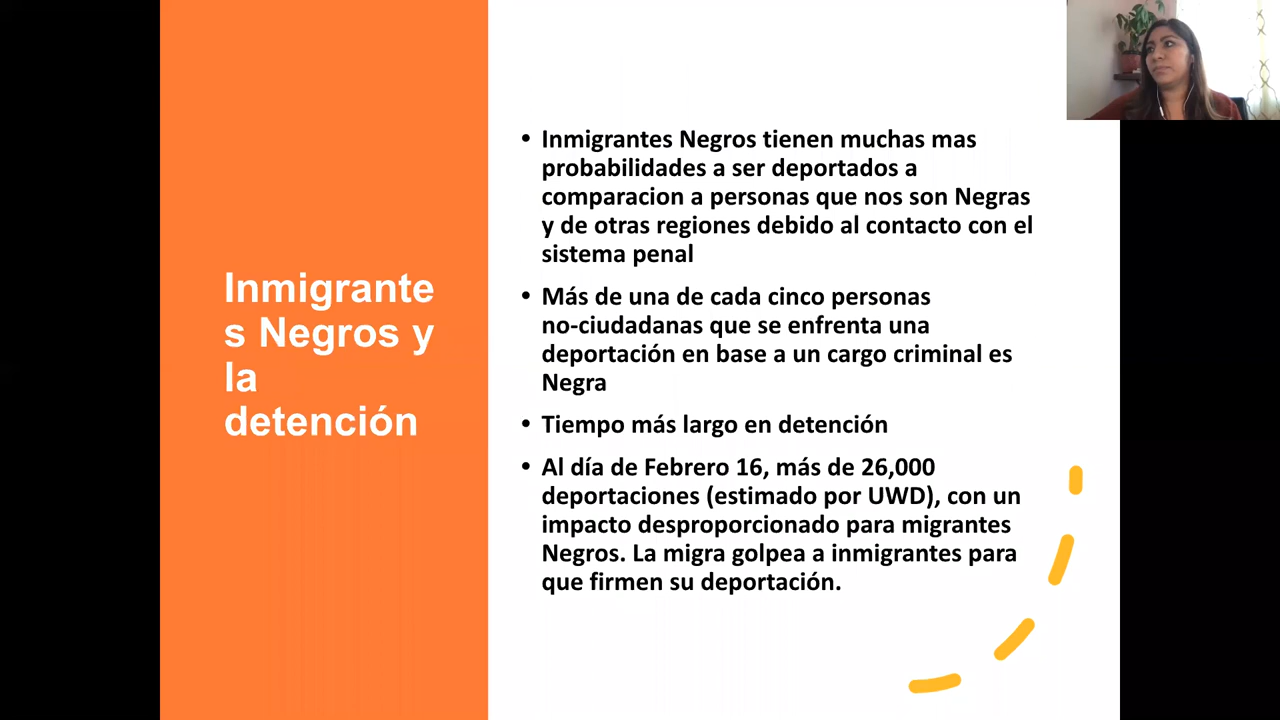 Inmigrante
s Negros y
la
detención
• Inmigrantes Negros tienen muchas mas
probabilidades a ser deportados a
comparacion a personas que nos son Negras
y de otras regiones debido al contacto con el
sistema penal
• Más de una de cada cinco personas
no-ciudadanas que se enfrenta una
deportación en base a un cargo criminal es
Negra
• Tiempo más largo en detención
• Al día de Febrero 16, más de 26,000
deportaciones (estimado por UWD), con un
impacto desproporcionado para migrantes
Negros. La migra golpea a inmigrantes para
que firmen su deportación.